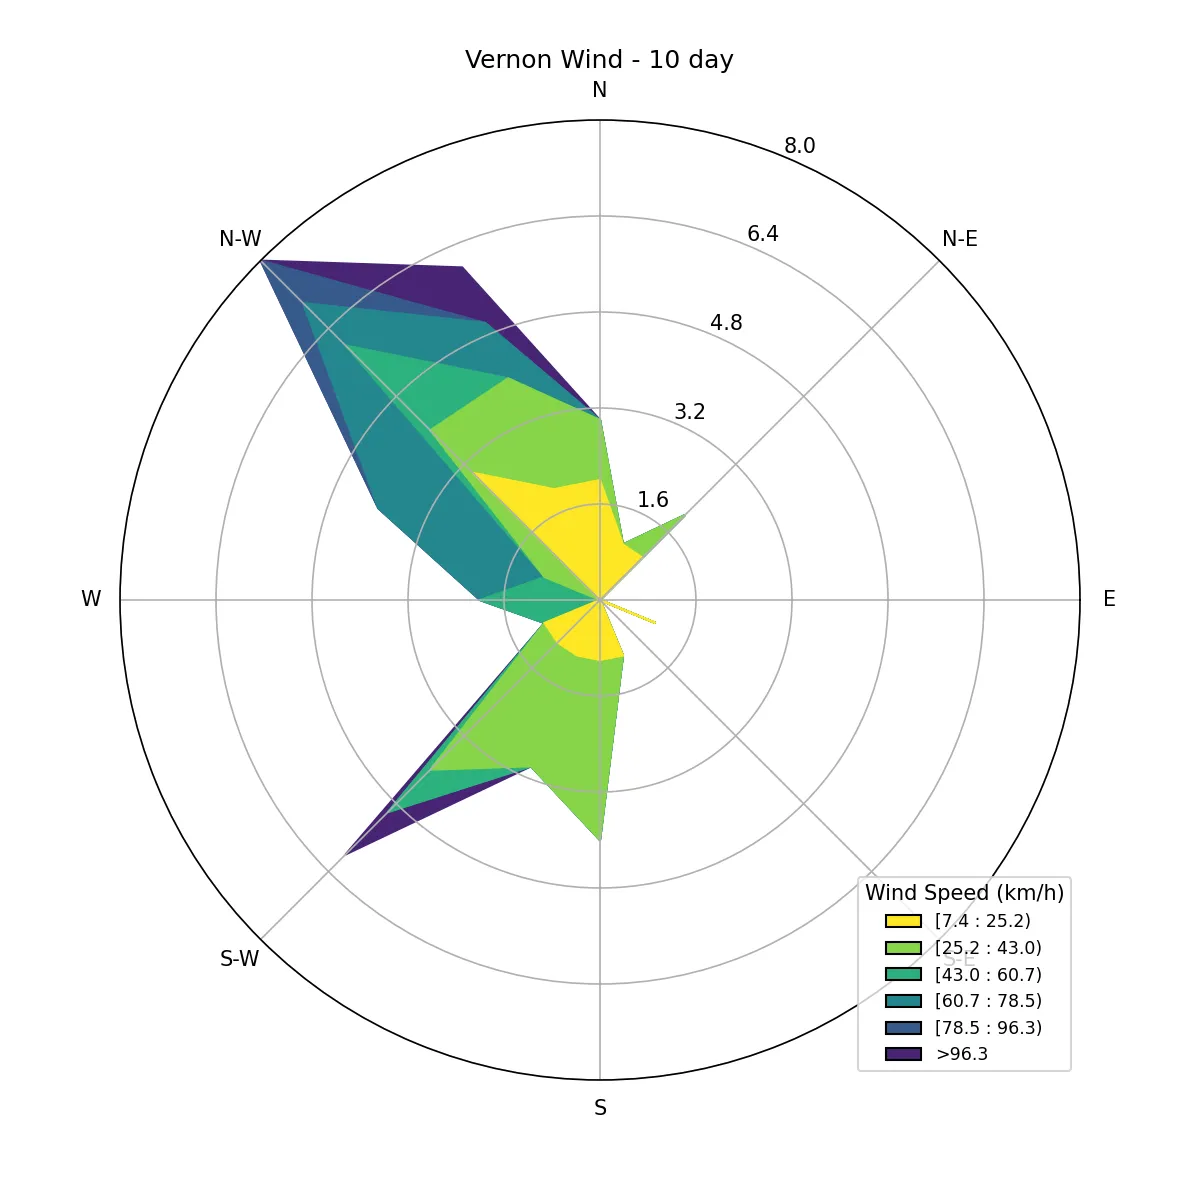 Vernon Wind - 10 day
N
8.0
N-W
6.4
N-E
4.8
3.2
1.6
W
E
Wind Speed (km/h)
[7.4 : 25.2)
[25.2 : 43.0)
S-W
S-E
[43.0 : 60.7)
[60.7 : 78.5)
[78.5 : 96.3)
>96.3
S